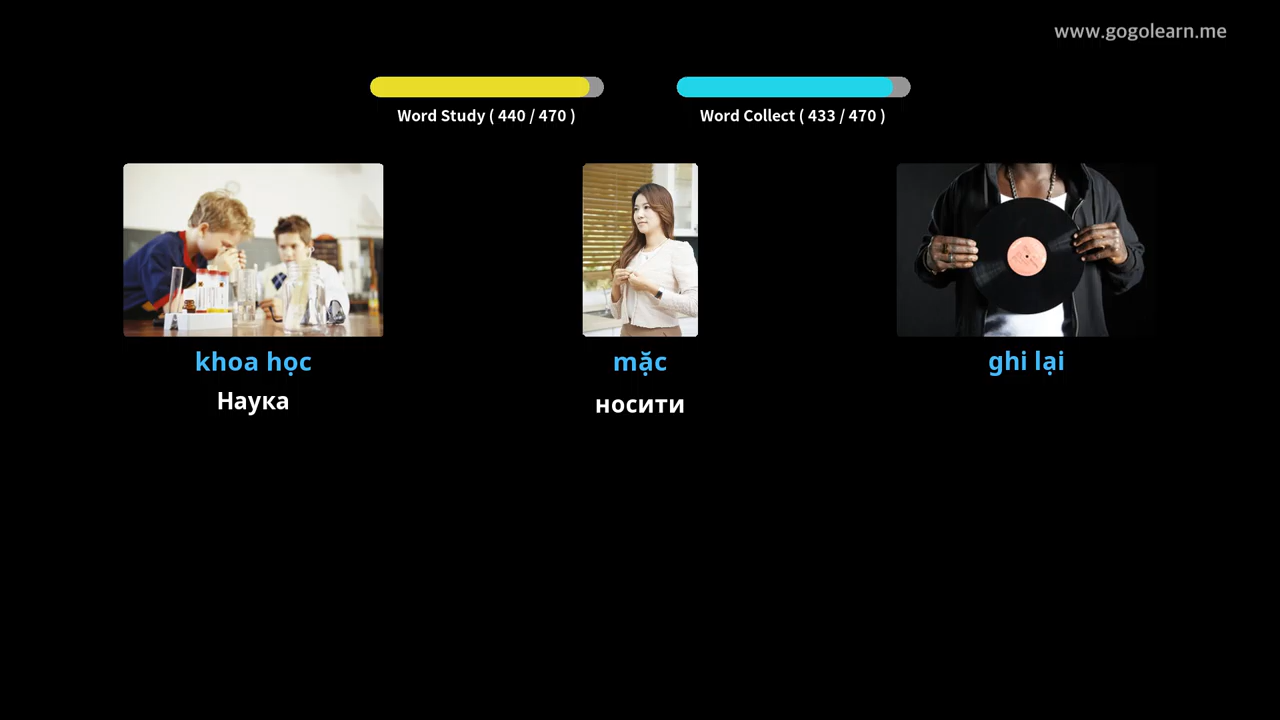 www.gogolearn.me
Word Study ( 440 / 470 )
Word Collect ( 433 / 470 )
khoa học
mặc
ghi lại
Наука
носити